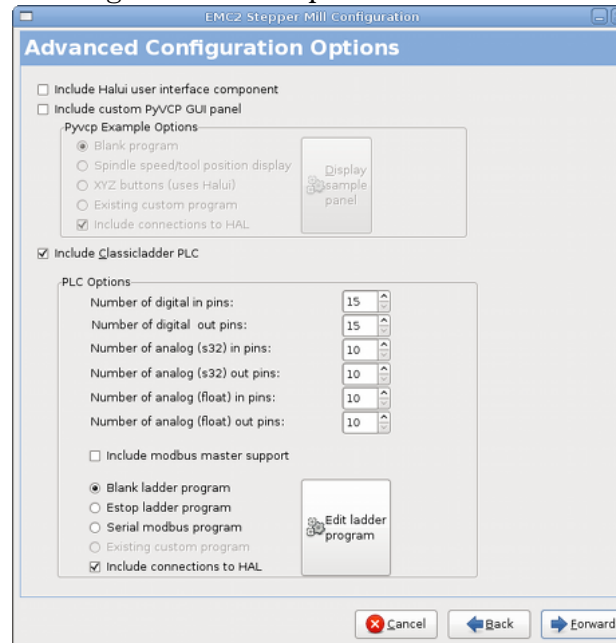 EMC2 Stepper Mill Configuration
Advanced Configuration Options
Include Halui user interface component
Include custom PyVCP GUI panel
Pyvcp Example Options
Blank program
Spindle speed/tool position display
XYZ buttons (uses Halui)
Existing custom program
Include connections to HAL
Display
sample
panel
Include Classicladder PLC
PLC Options
Number of digital in pins: 15
Number of digital out pins: 15
Number of analog (s32) in pins: 10
Number of analog (s32) out pins: 10
Number of analog (float) in pins: 10
Number of analog (float) out pins: 10
Include modbus master support
Blank ladder program
Estop ladder program
Serial modbus program
Existing custom program
Include connections to HAL
Edit ladder
program
Cancel Back Forward